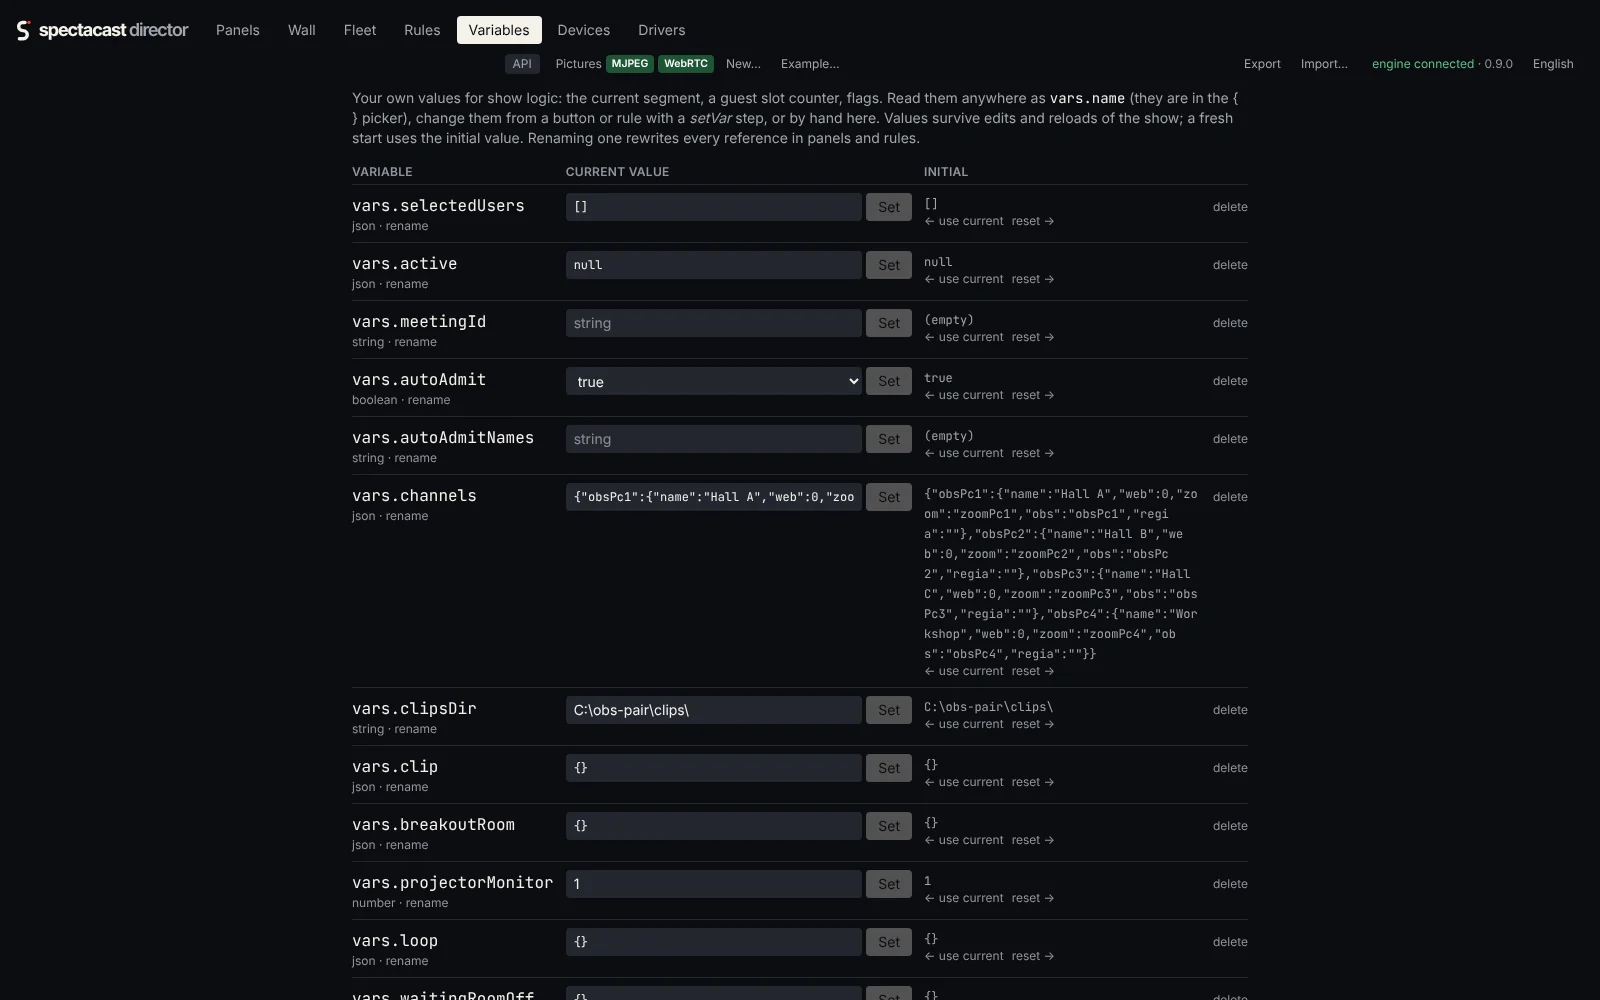 spectacast director Panels Wall Fleet Rules Variables Devices Drivers
API Pictures MJPEG WebRTC New... Example... Export Import... engine connected · 0.9.0 English
Your own values for show logic: the current segment, a guest slot counter, flags. Read them anywhere as vars.name (they are in the {
} picker), change them from a button or rule with a setVar step, or by hand here. Values survive edits and reloads of the show; a fresh
start uses the initial value. Renaming one rewrites every reference in panels and rules.
VARIABLE CURRENT VALUE INITIAL
vars.selectedUsers [] Set [] delete
json · rename ← use current reset →
vars.active null Set null delete
json · rename ← use current reset →
vars.meetingId string Set (empty) delete
string · rename ← use current reset →
vars.autoAdmit true Set true delete
boolean · rename ← use current reset →
vars.autoAdmitNames string Set (empty) delete
string · rename ← use current reset →
vars.channels {"obsPc1":{"name":"Hall A","web":0,"zoo Set {"obsPc1":{"name":"Hall A","web":0,"zo delete
json · rename om":"zoomPc1","obs":"obsPc1","regi
a":""},"obsPc2":{"name":"Hall B","we
b":0,"zoom":"zoomPc2","obs":"obsPc
2","regia":""},"obsPc3":{"name":"Hall
C","web":0,"zoom":"zoomPc3","obs":"obs
Pc3","regia":""},"obsPc4":{"name":"Wor
kshop","web":0,"zoom":"zoomPc4","ob
s":"obsPc4","regia":""}}
← use current reset →
vars.clipsDir C:\obs-pair\clips\ Set C:\obs-pair\clips\ delete
string · rename ← use current reset →
vars.clip {} Set {} delete
json · rename ← use current reset →
vars.breakoutRoom {} Set {} delete
json · rename ← use current reset →
vars.projectorMonitor 1 Set 1 delete
number · rename ← use current reset →
vars.loop {} Set {} delete
json · rename ← use current reset →
vars.waitingRoomOff {} Set {} delete